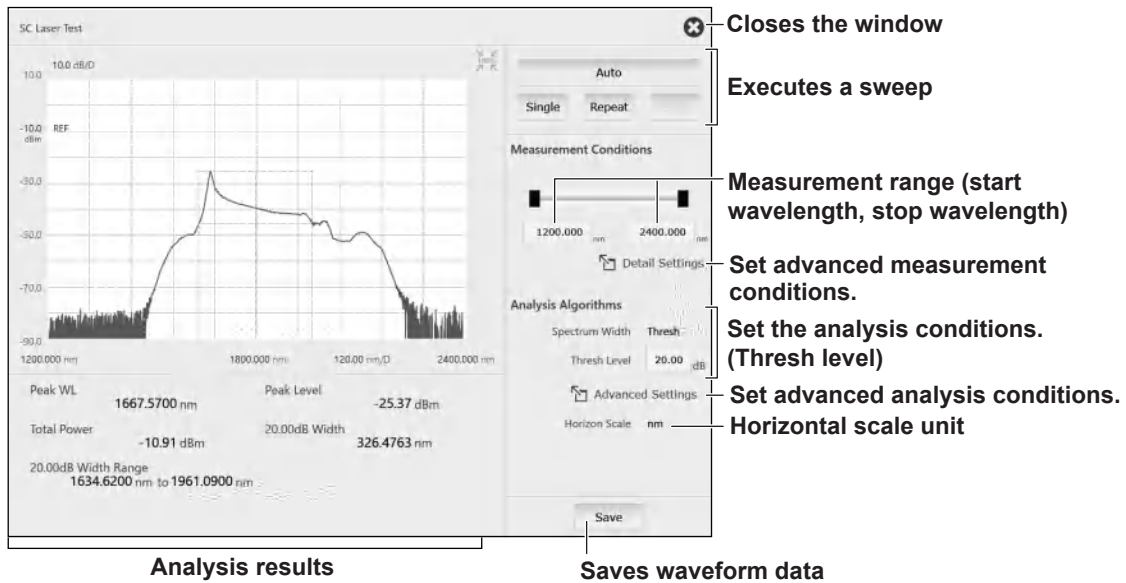 SC Laser Test
Closes the window
10.0 dB/D
10.0
Auto
Executes a sweep
Single Repeat
-10.0 REF
dBm
Measurement Conditions
-30.0
Measurement range (start
wavelength, stop wavelength)
1200.000 nm 2400.000 nm
-50.0
Detail Settings
Set advanced measurement
conditions.
-70.0
Analysis Algorithms
Spectrum Width Thresh
Set the analysis conditions.
(Thresh level)
Thresh Level 20.00 dB
-90.0
1200.000 nm 1800.000 nm 120.00 nm/D 2400.000 nm
Peak WL
1667.5700 nm
Peak Level
-25.37 dBm
Advanced Settings
Set advanced analysis conditions.
Horizon Scale nm
Horizontal scale unit
Total Power
-10.91 dBm
20.00dB Width
326.4763 nm
20.00dB Width Range
1634.6200 nm to 1961.0900 nm
Save
Analysis results
Saves waveform data